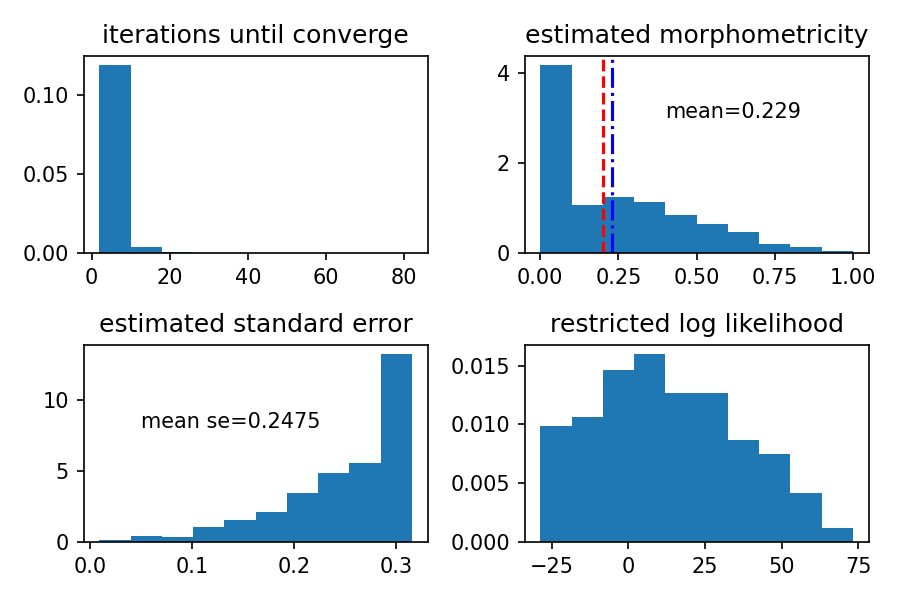 iterations until converge
0.10
0.05
0.00
0 20 40 60 80
estimated morphometricity
4
2
0
mean=0.229
0.00 0.25 0.50 0.75 1.00
estimated standard error
10
5
0
mean se=0.2475
0.0 0.1 0.2 0.3
restricted log likelihood
0.015
0.010
0.005
0.000
−25 0 25 50 75